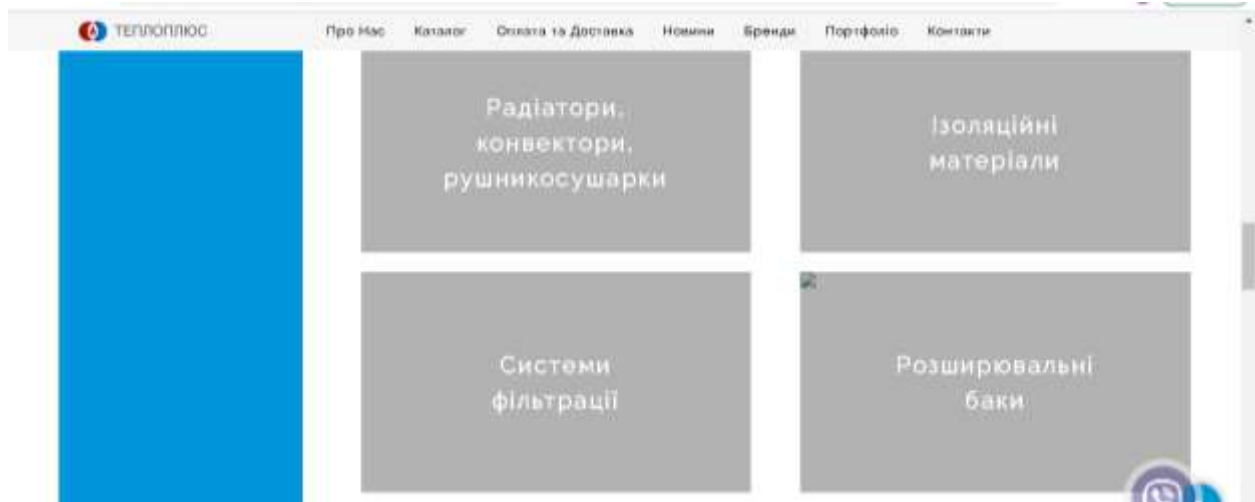 ТЕПЛОПЛЮС
Про Нас Каталог Оплата та Доставка Новини Бренди Портфоліо Контакти
Радіатори,
конвектори,
рушникосушарки
Ізоляційні
матеріали
Системи
фільтрації
Розширювальні
баки